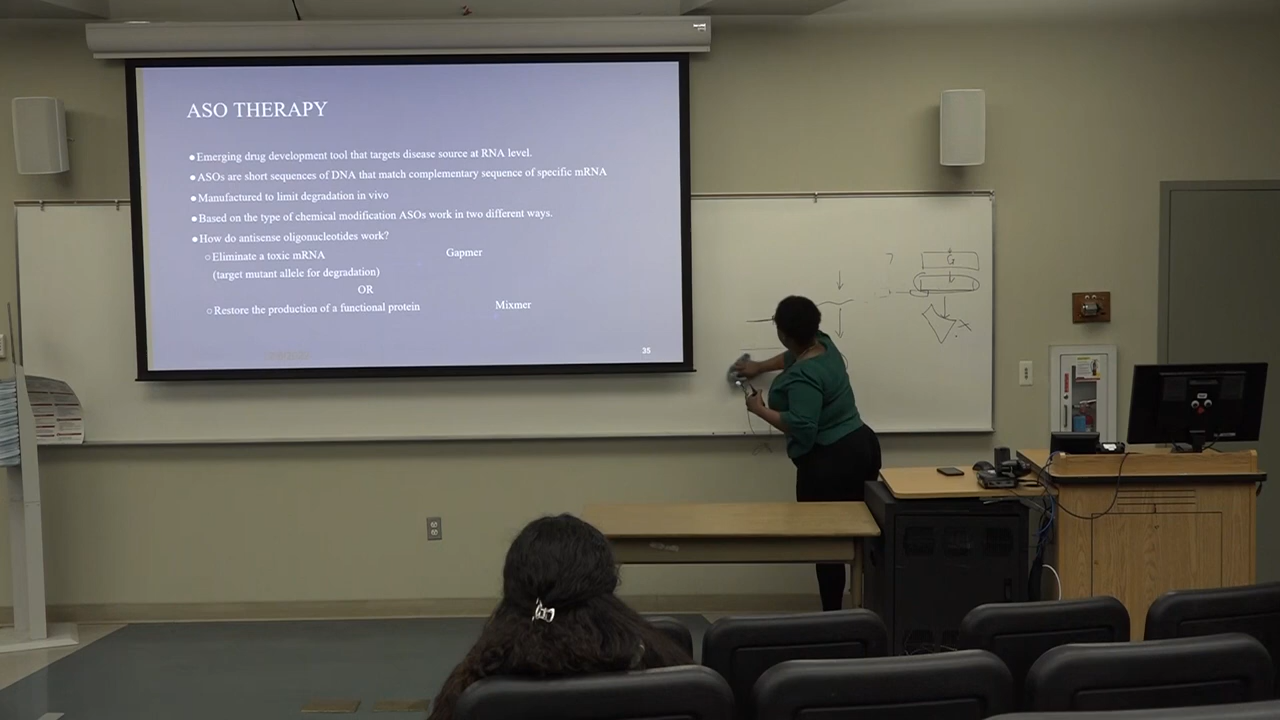 ASO THERAPY
●Emerging drug development tool that targets disease source at RNA level.
●ASOs are short sequences of DNA that match complementary sequence of specific mRNA
●Manufactured to limit degradation in vivo
●Based on the type of chemical modification ASOs work in two different ways.
●How do antisense oligonucleotides work?
○Eliminate a toxic mRNA Gapmer
(target mutant allele for degradation)
OR
○Restore the production of a functional protein Mixmer
35